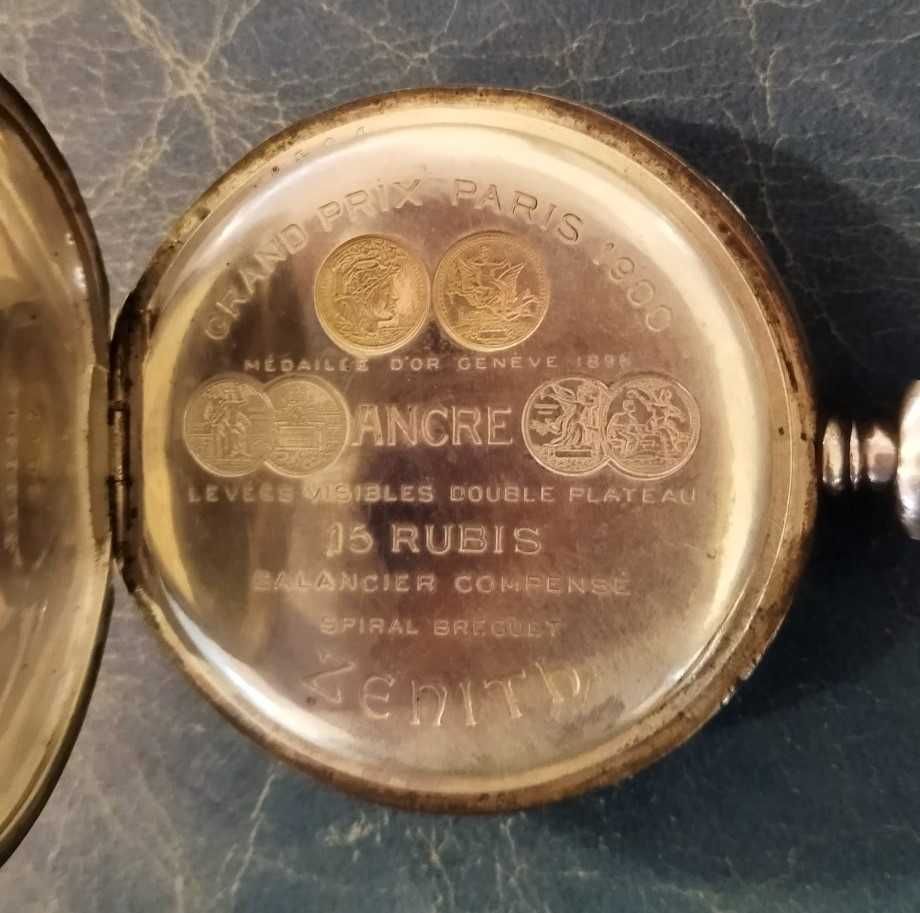 GRAND PRIX PARIS 1900
MÉDAILLÉE D'OR GENÈVE 1896
ANCRE
LEVÉES VISIBLES DOUBLE PLATEAU
15 RUBIS
BALANCIER COMPENSÉ
SPIRAL BREGUET
ZENITH